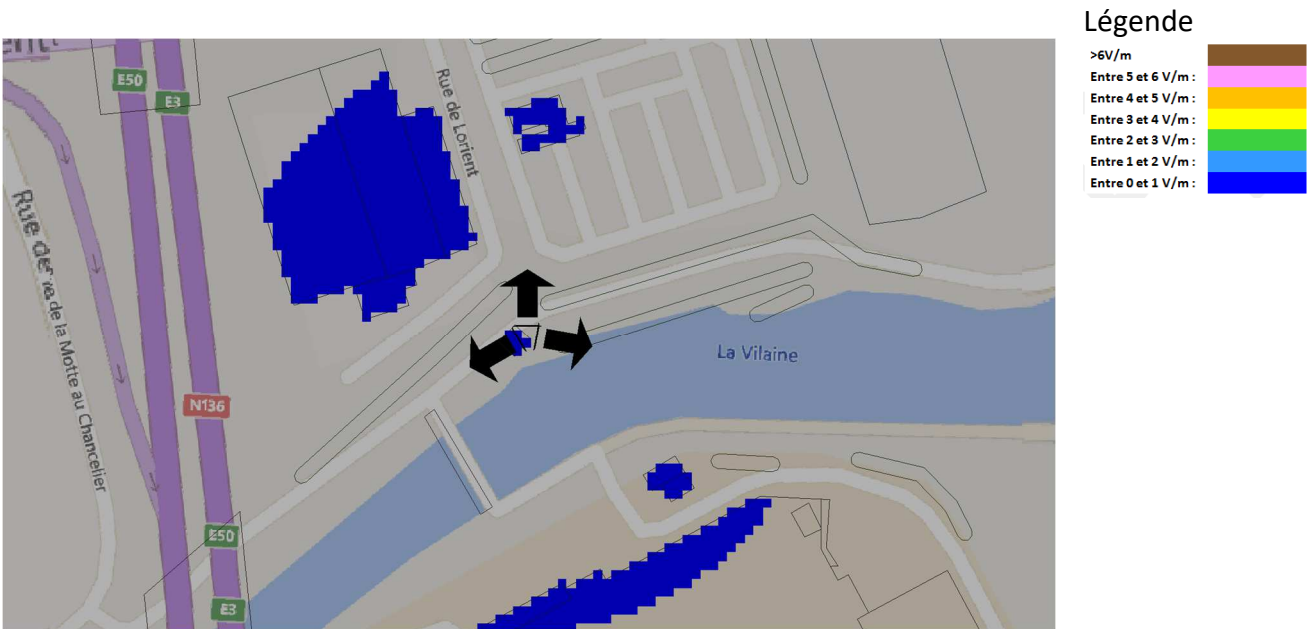 Légende
>6V/m
Entre 5 et 6 V/m :
Entre 4 et 5 V/m :
Entre 3 et 4 V/m :
Entre 2 et 3 V/m :
Entre 1 et 2 V/m :
Entre 0 et 1 V/m :
E50
E3
Rue de Lorient
Rue de
de la Motte au Chancelier
La Vilaine
N136
E50
E3